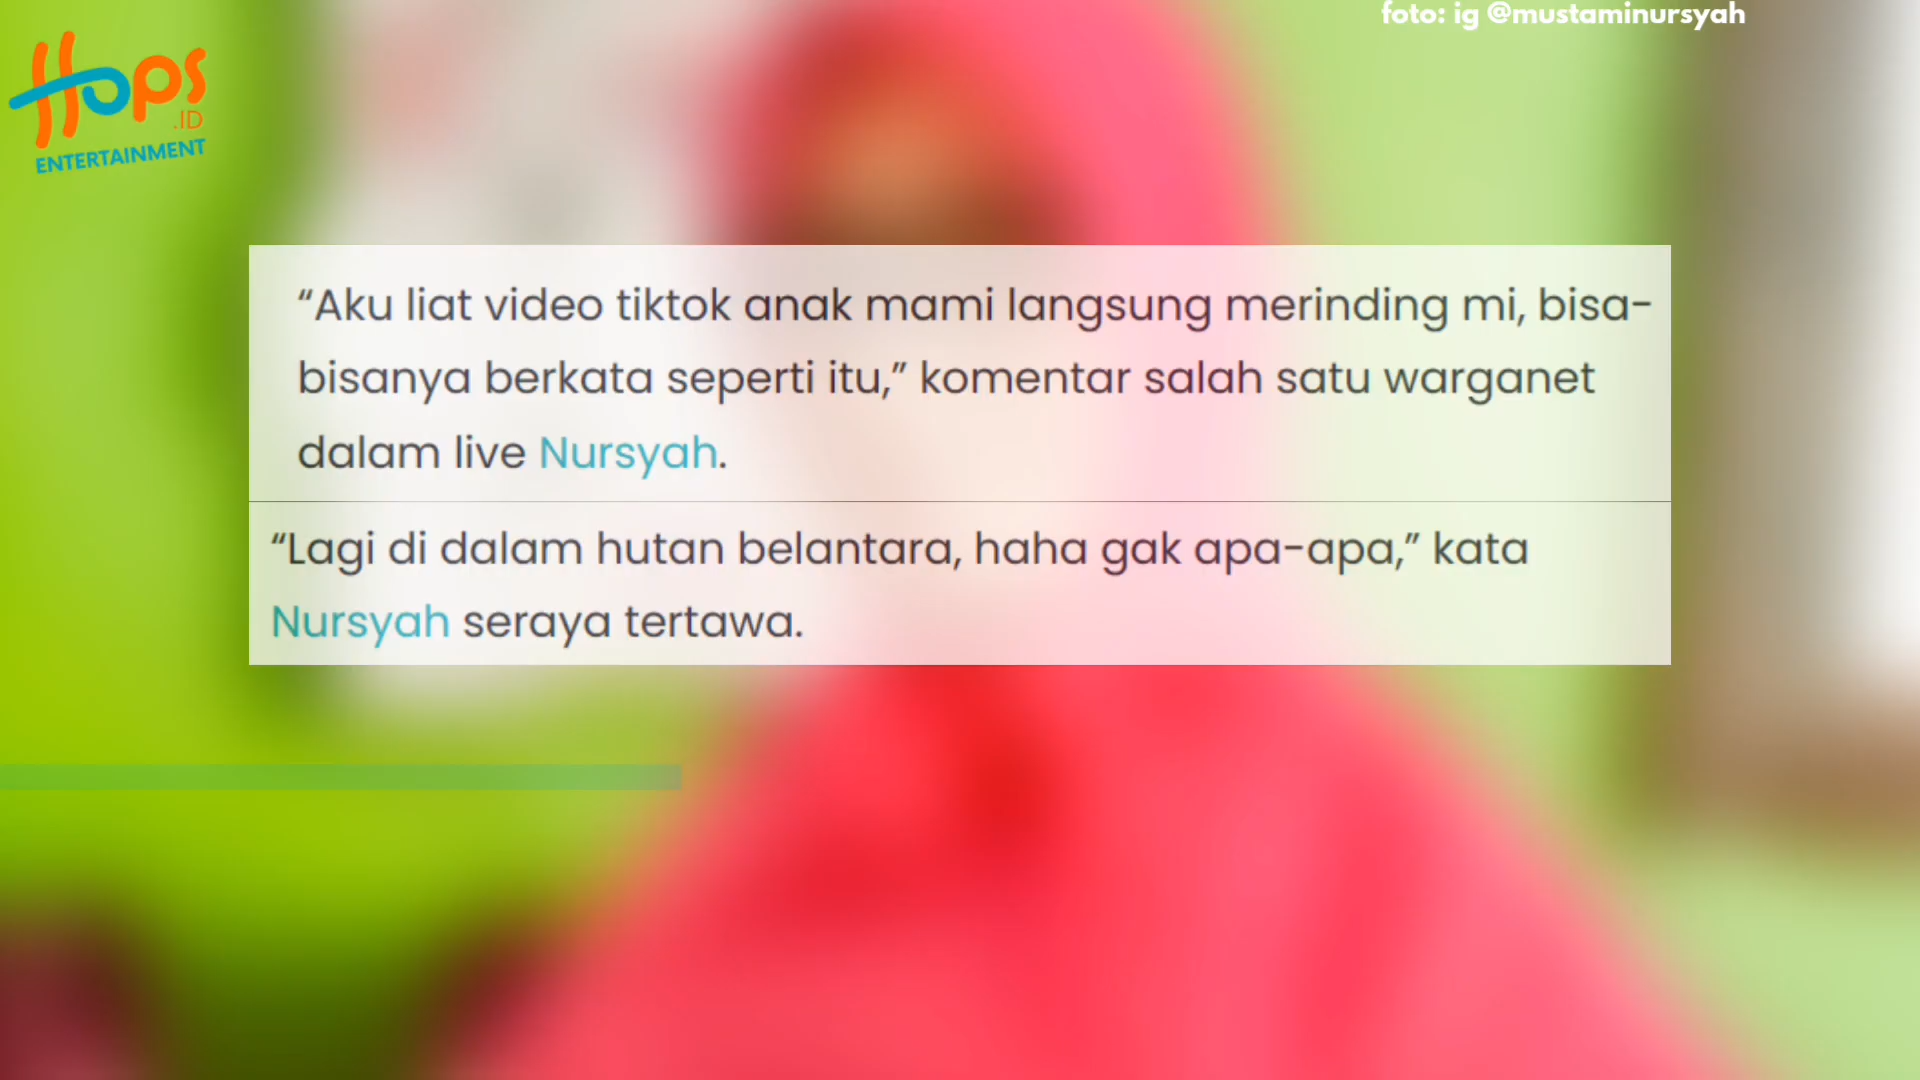 foto: ig @mustaminursyah
Hops
.ID
ENTERTAINMENT
“Aku liat video tiktok anak mami langsung merinding mi, bisa-
bisanya berkata seperti itu,” komentar salah satu warganet
dalam live Nursyah.
“Lagi di dalam hutan belantara, haha gak apa-apa,” kata
Nursyah seraya tertawa.